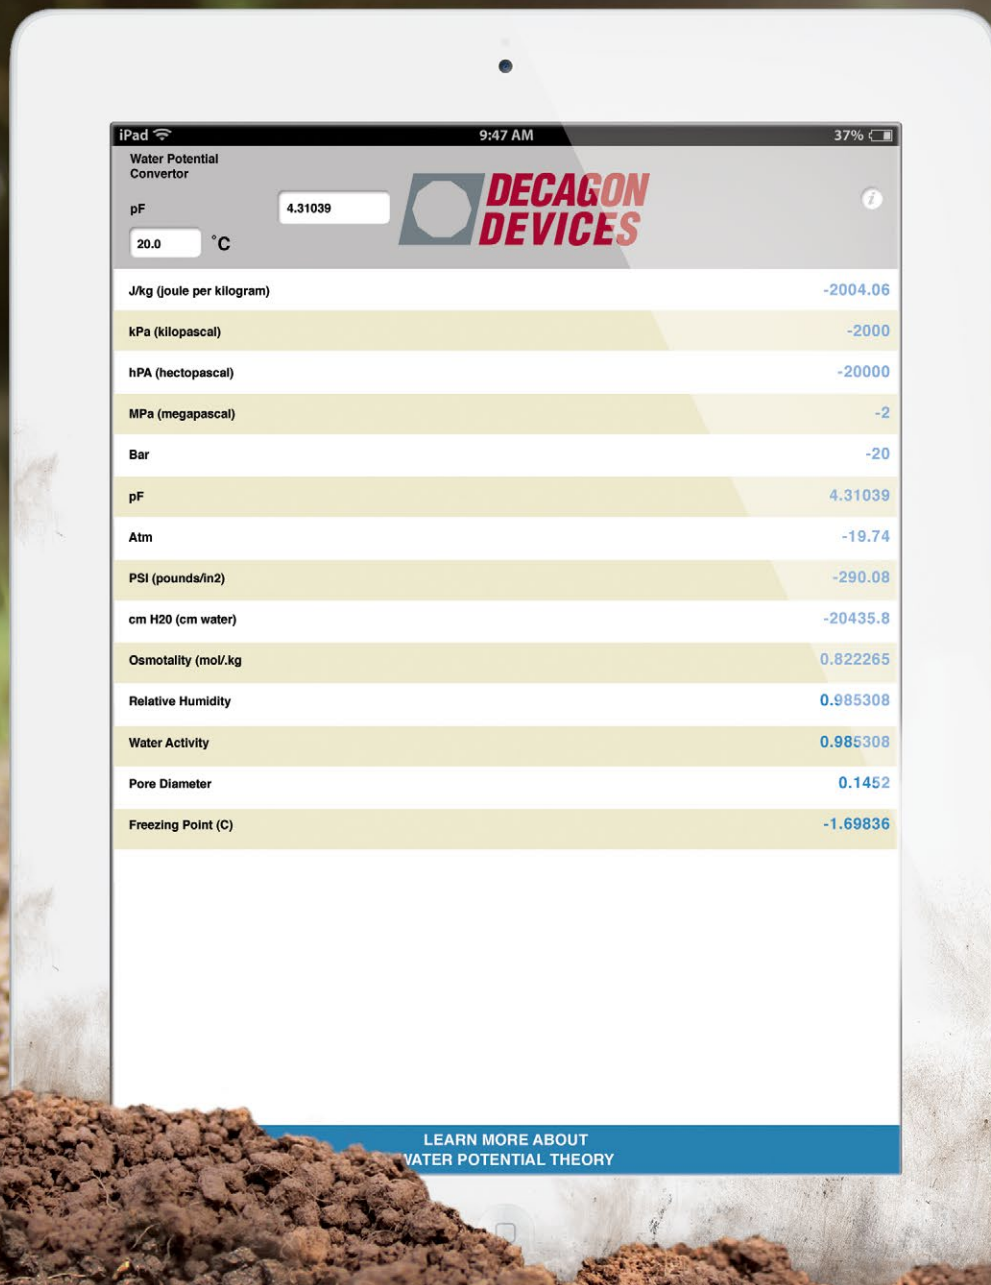 iPad
9:47 AM
37%
Water Potential
Convertor
pF
4.31039
20.0
°C
DECAGON
DEVICES
i
J/kg (joule per kilogram)
-2004.06
kPa (kilopascal)
-2000
hPA (hectopascal)
-20000
MPa (megapascal)
-2
Bar
-20
pF
4.31039
Atm
-19.74
PSI (pounds/in2)
-290.08
cm H20 (cm water)
-20435.8
Osmotality (mol/.kg
0.822265
Relative Humidity
0.985308
Water Activity
0.985308
Pore Diameter
0.1452
Freezing Point (C)
-1.69836
LEARN MORE ABOUT
WATER POTENTIAL THEORY